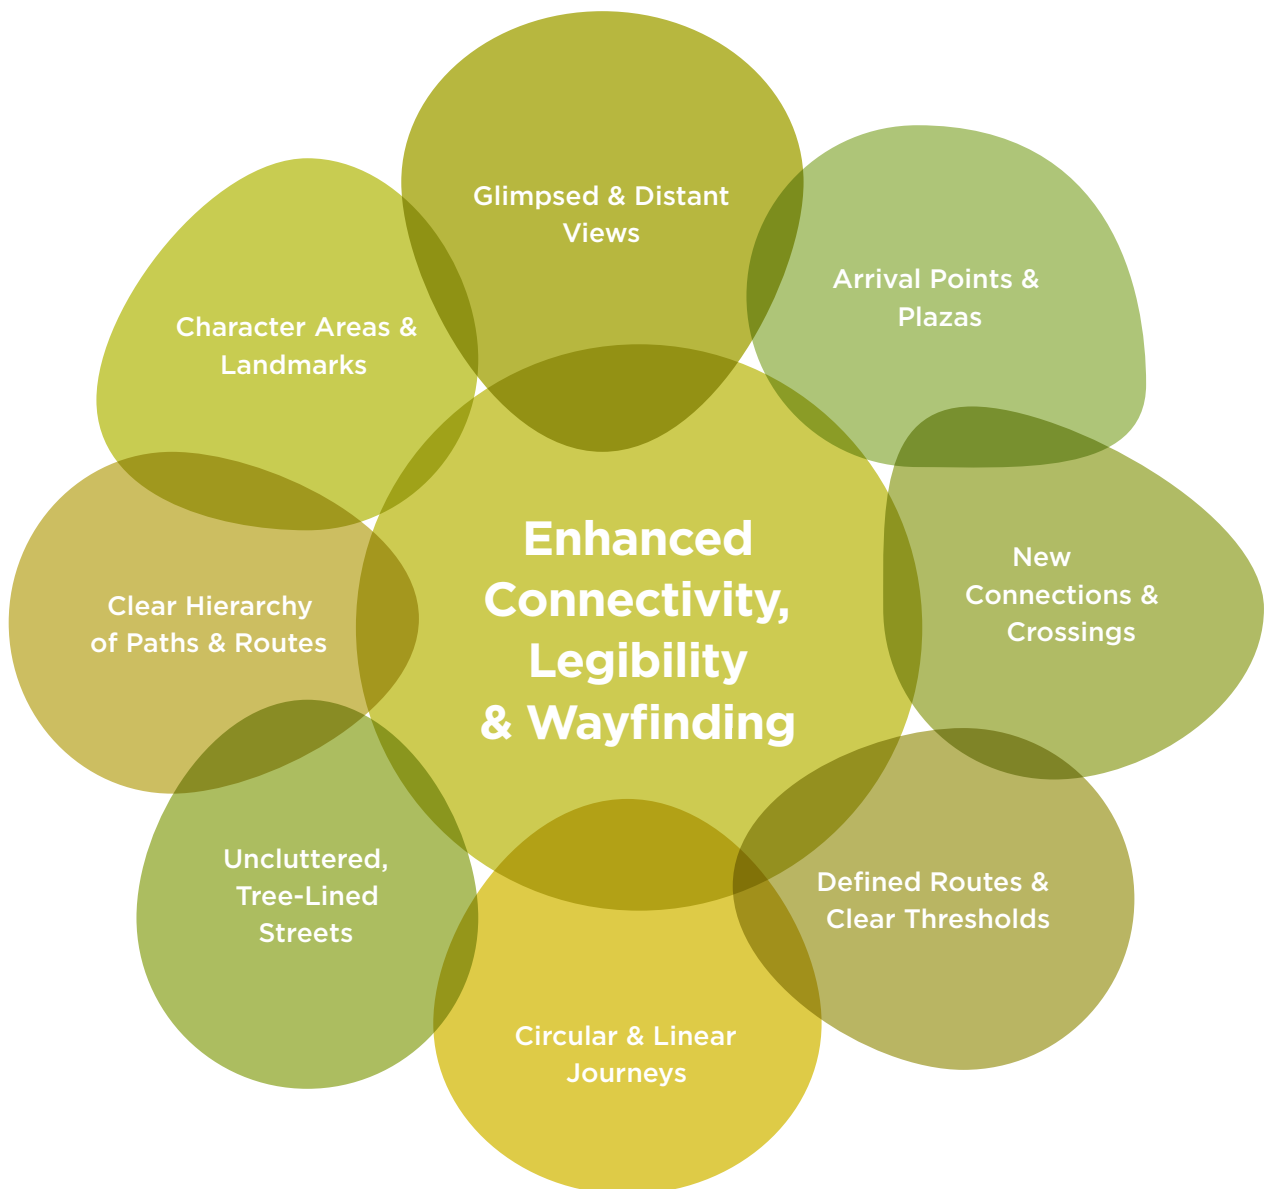 Glimpsed & Distant
Views
Arrival Points &
Plazas
Character Areas &
Landmarks
Enhanced
Connectivity,
Legibility
& Wayfinding
New
Connections &
Crossings
Clear Hierarchy
of Paths & Routes
Uncluttered,
Tree-Lined
Streets
Defined Routes &
Clear Thresholds
Circular & Linear
Journeys